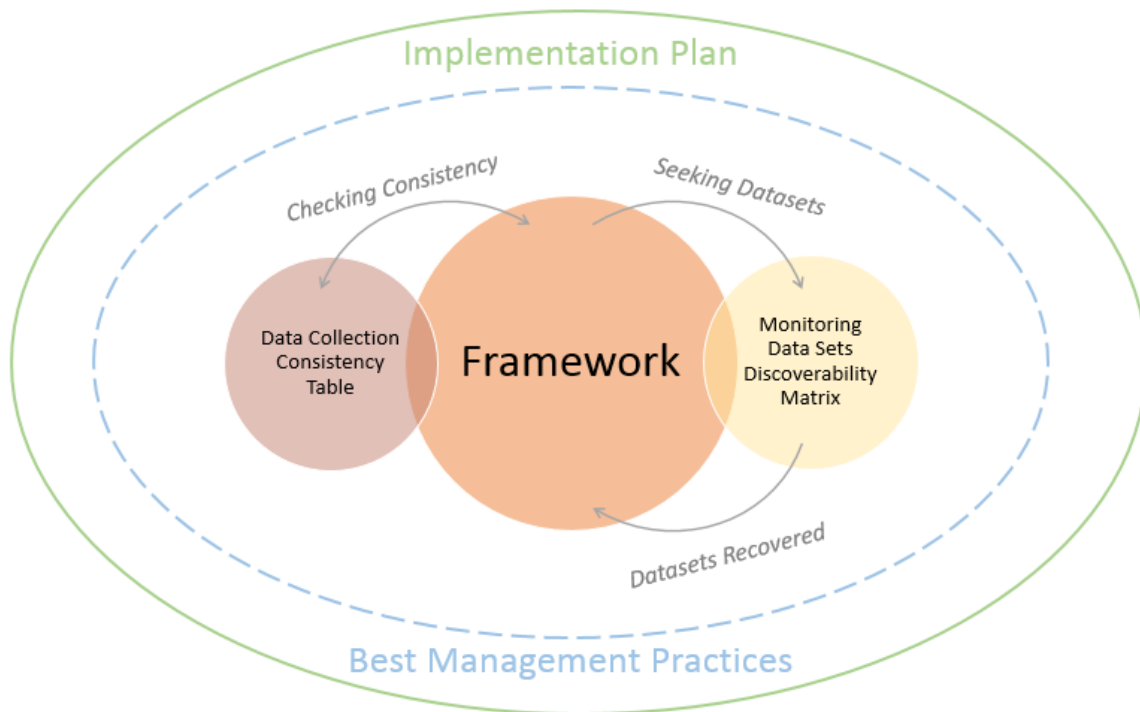 Implementation Plan
Checking Consistency
Seeking Datasets
Data Collection
Consistency
Table
Framework
Monitoring
Data Sets
Discoverability
Matrix
Datasets Recovered
Best Management Practices